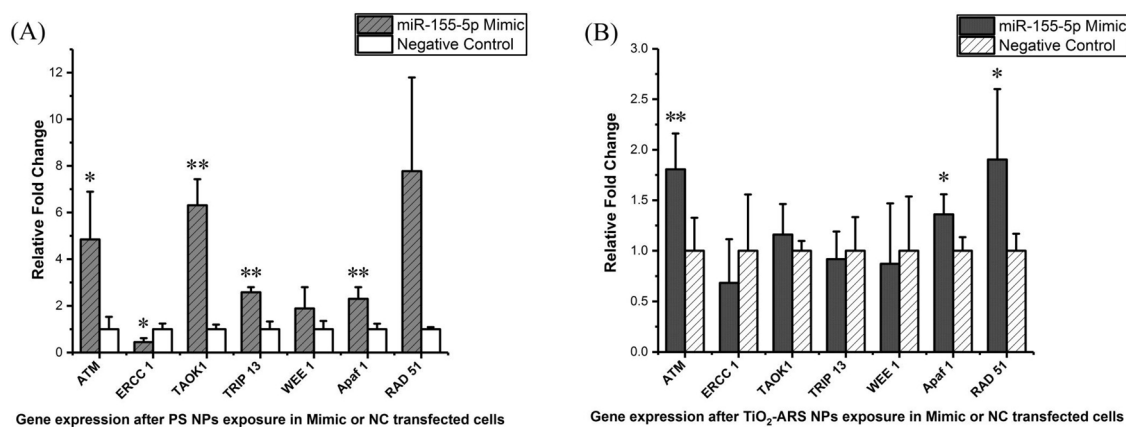 (A)
miR-155-5p Mimic
Negative Control
Relative Fold Change
12
10
8
6
4
2
0
*
*
**
**
**
ATM
ERCC 1
TAOK1
TRIP 13
WEE 1
Apaf 1
RAD 51
Gene expression after PS NPs exposure in Mimic or NC transfected cells
(B)
miR-155-5p Mimic
Negative Control
Relative Fold Change
3.0
2.5
2.0
1.5
1.0
0.5
0.0
**
*
*
ATM
ERCC 1
TAOK1
TRIP 13
WEE 1
Apaf 1
RAD 51
Gene expression after TiO₂-ARS NPs exposure in Mimic or NC transfected cells